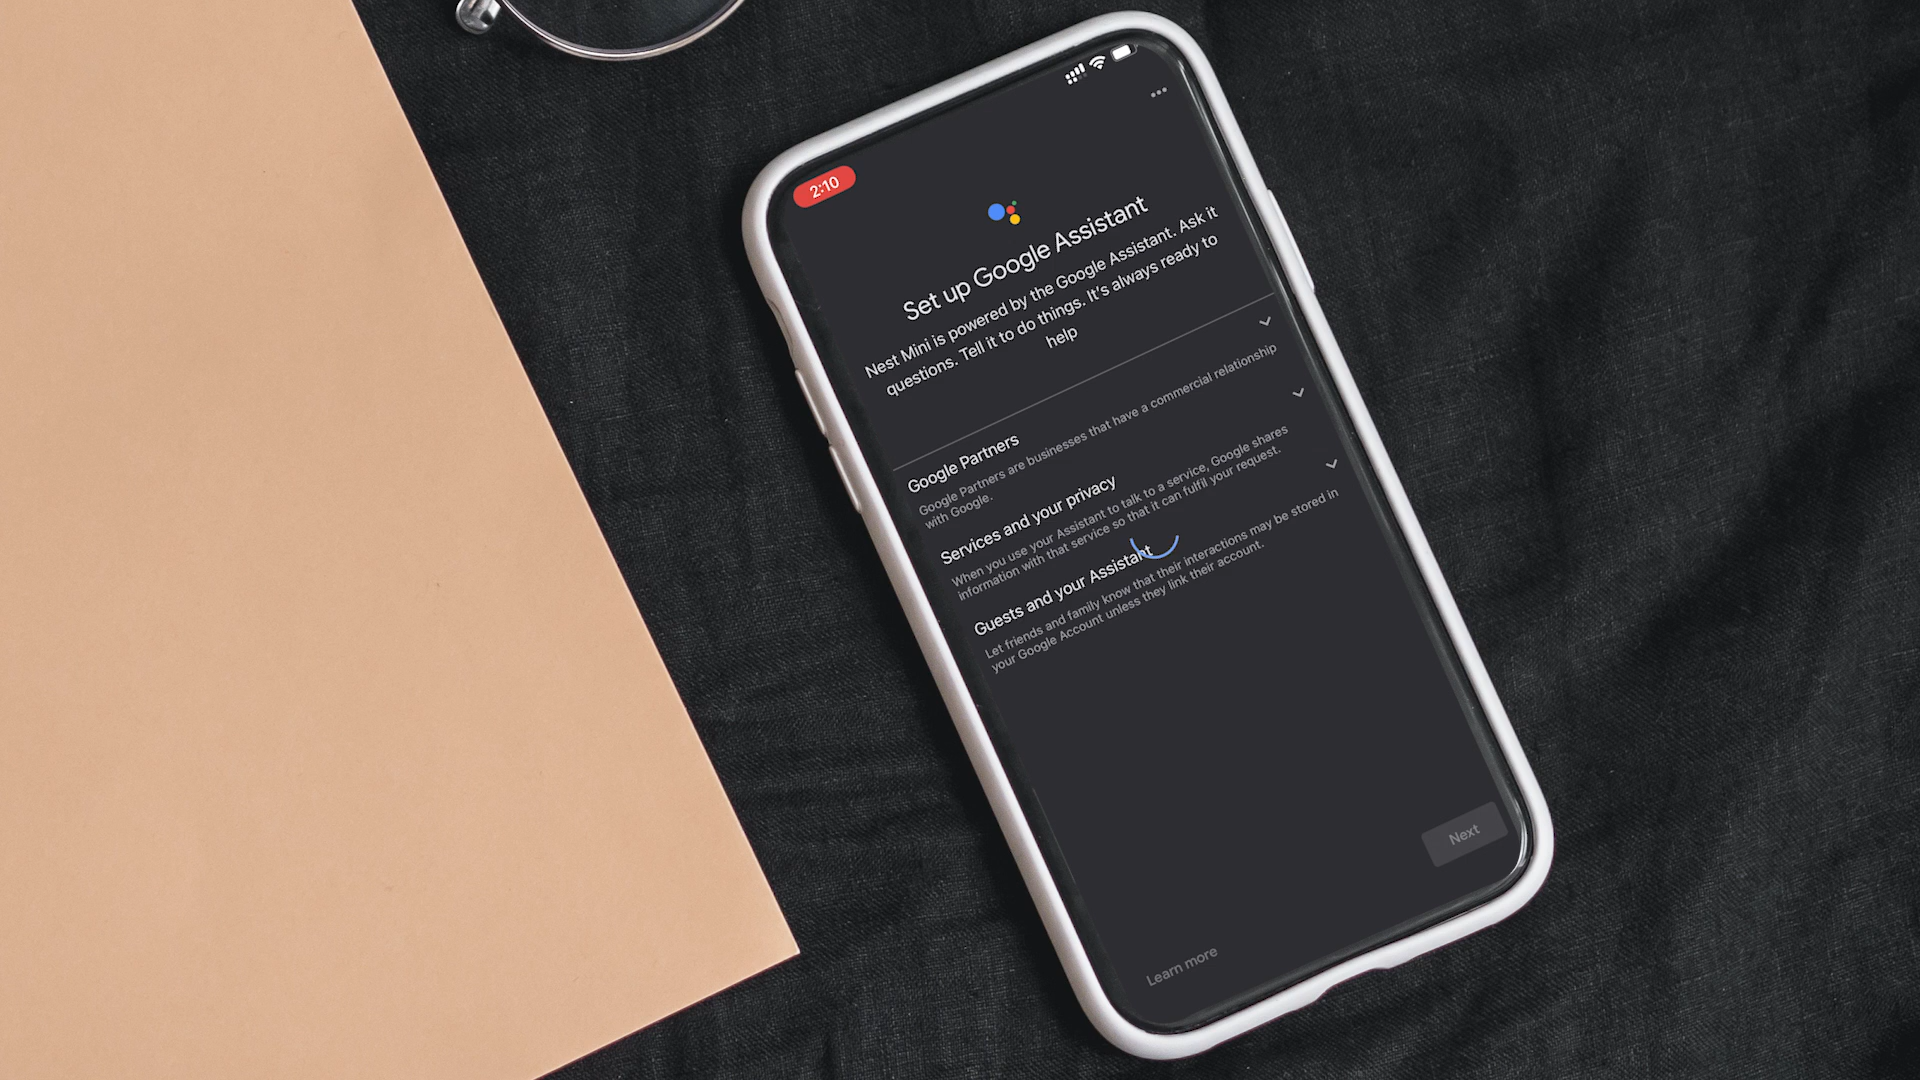 2:10
Set up Google Assistant
Nest Mini is powered by the Google Assistant. Ask it
questions. Tell it to do things. It's always ready to
help
Google Partners
Google Partners are businesses that have a commercial relationship
with Google.
Services and your privacy
When you use your Assistant to talk to a service, Google shares
information with that service so that it can fulfil your request.
Guests and your Assistant
Let friends and family know that their interactions may be stored in
your Google Account unless they link their account.
Next
Learn more